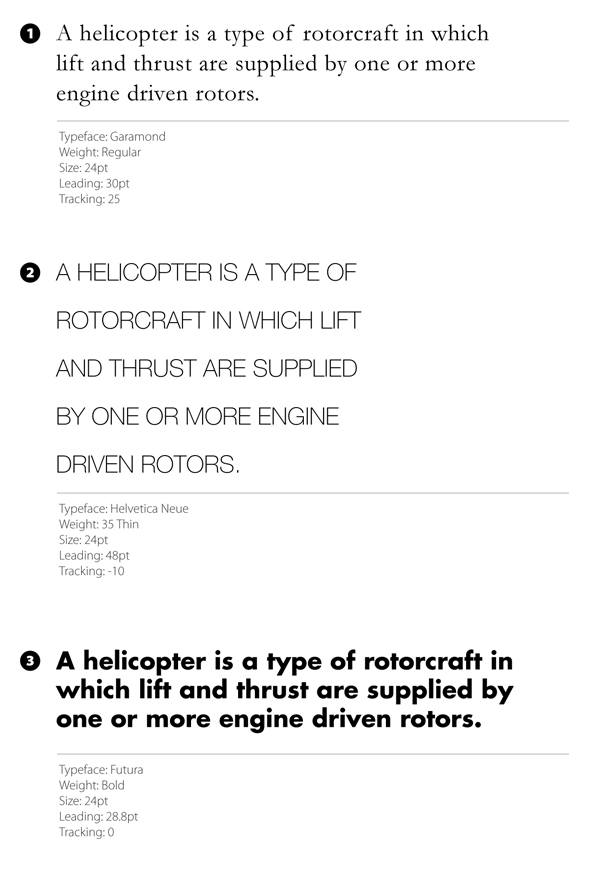 1 A helicopter is a type of rotorcraft in which
lift and thrust are supplied by one or more
engine driven rotors.
Typeface: Garamond
Weight: Regular
Size: 24pt
Leading: 30pt
Tracking: 25
2 A HELICOPTER IS A TYPE OF
ROTORCRAFT IN WHICH LIFT
AND THRUST ARE SUPPLIED
BY ONE OR MORE ENGINE
DRIVEN ROTORS.
Typeface: Helvetica Neue
Weight: 35 Thin
Size: 24pt
Leading: 48pt
Tracking: -10
3 A helicopter is a type of rotorcraft in
which lift and thrust are supplied by
one or more engine driven rotors.
Typeface: Futura
Weight: Bold
Size: 24pt
Leading: 28.8pt
Tracking: 0